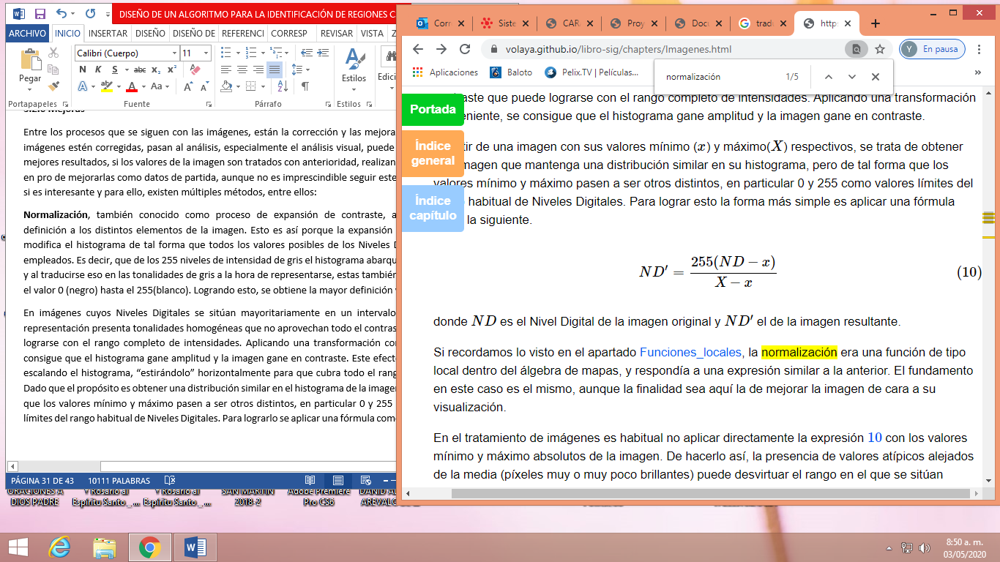 DISEÑO DE UN ALGORITMO PARA LA IDENTIFICACIÓN DE REGIONES
ARCHIVO INICIO INSERTAR DISEÑO DISEÑO DE REFERENCI CORRESP REVISAR VISTA
Calibri (Cuerpo) 11
Pegar
N K S abc x₂ x²
A Aa A A
Estilos
Edici
Portapapeles Fuente Párrafo Estilos
Entre los procesos que se siguen con las imágenes, están la corrección y las mejora
imágenes estén corregidas, pasan al análisis, especialmente el análisis visual, puede
mejores resultados, si los valores de la imagen son tratados con anterioridad, realizan
en pro de mejorarlas como datos de partida, aunque no es imprescindible seguir este
si es interesante y para ello, existen múltiples métodos, entre ellos:
Normalización, también conocido como proceso de expansión de contraste, a
definición a los distintos elementos de la imagen. Esto es así porque la expansión
modifica el histograma de tal forma que todos los valores posibles de los Niveles D
empleados. Es decir, que de los 255 niveles de intensidad de gris el histograma abarqu
y al traducirse eso en las tonalidades de gris a la hora de representarse, estas tambié
el valor 0 (negro) hasta el 255(blanco). Logrando esto, se obtiene la mayor definición
En imágenes cuyos Niveles Digitales se sitúan mayoritariamente en un intervalo
representación presenta tonalidades homogéneas que no aprovechan todo el contras
lograrse con el rango completo de intensidades. Aplicando una transformación con
consigue que el histograma gane amplitud y la imagen gane en contraste. Este efect
escalando el histograma, “estirándolo” horizontalmente para que cubra todo el rang
Dado que el propósito es obtener una distribución similar en el histograma de la image
que los valores mínimo y máximo pasen a ser otros distintos, en particular 0 y 255
límites del rango habitual de Niveles Digitales. Para lograrlo se aplicar una fórmula com
PÁGINA 31 DE 43 10111 PALABRAS
ORACIONES A DIOS PADRE
Y Rosario al Espíritu Santo _ ...
Y Rosario al Espíritu Santo _ ...
SAN MARTIN 2018-2
Adobe Premiere Pro CS6
Corr Siste CAR Proy Docu tradu http
volaya.github.io/libro-sig/chapters/Imagenes.html
Y En pausa
Aplicaciones Baloto Pelix.TV | Películas... »
normalización 1/5
Portada
Índice general
Índice capítulo
que puede lograrse con el rango completo de intensidades. Aplicando una transformación
eniente, se consigue que el histograma gane amplitud y la imagen gane en contraste.
tir de una imagen con sus valores mínimo (x) y máximo(X) respectivos, se trata de obtener
imagen que mantenga una distribución similar en su histograma, pero de tal forma que los
valores mínimo y máximo pasen a ser otros distintos, en particular 0 y 255 como valores límites del
habitual de Niveles Digitales. Para lograr esto la forma más simple es aplicar una fórmula
la siguiente.
ND′ = 255(ND − x) / X − x (10)
donde ND es el Nivel Digital de la imagen original y ND′ el de la imagen resultante.
Si recordamos lo visto en el apartado Funciones_locales, la normalización era una función de tipo
local dentro del álgebra de mapas, y respondía a una expresión similar a la anterior. El fundamento
en este caso es el mismo, aunque la finalidad sea aquí la de mejorar la imagen de cara a su
visualización.
En el tratamiento de imágenes es habitual no aplicar directamente la expresión 10 con los valores
mínimo y máximo absolutos de la imagen. De hacerlo así, la presencia de valores atípicos alejados
de la media (píxeles muy o muy poco brillantes) puede desvirtuar el rango en el que se sitúan
8:50 a. m.
03/05/2020